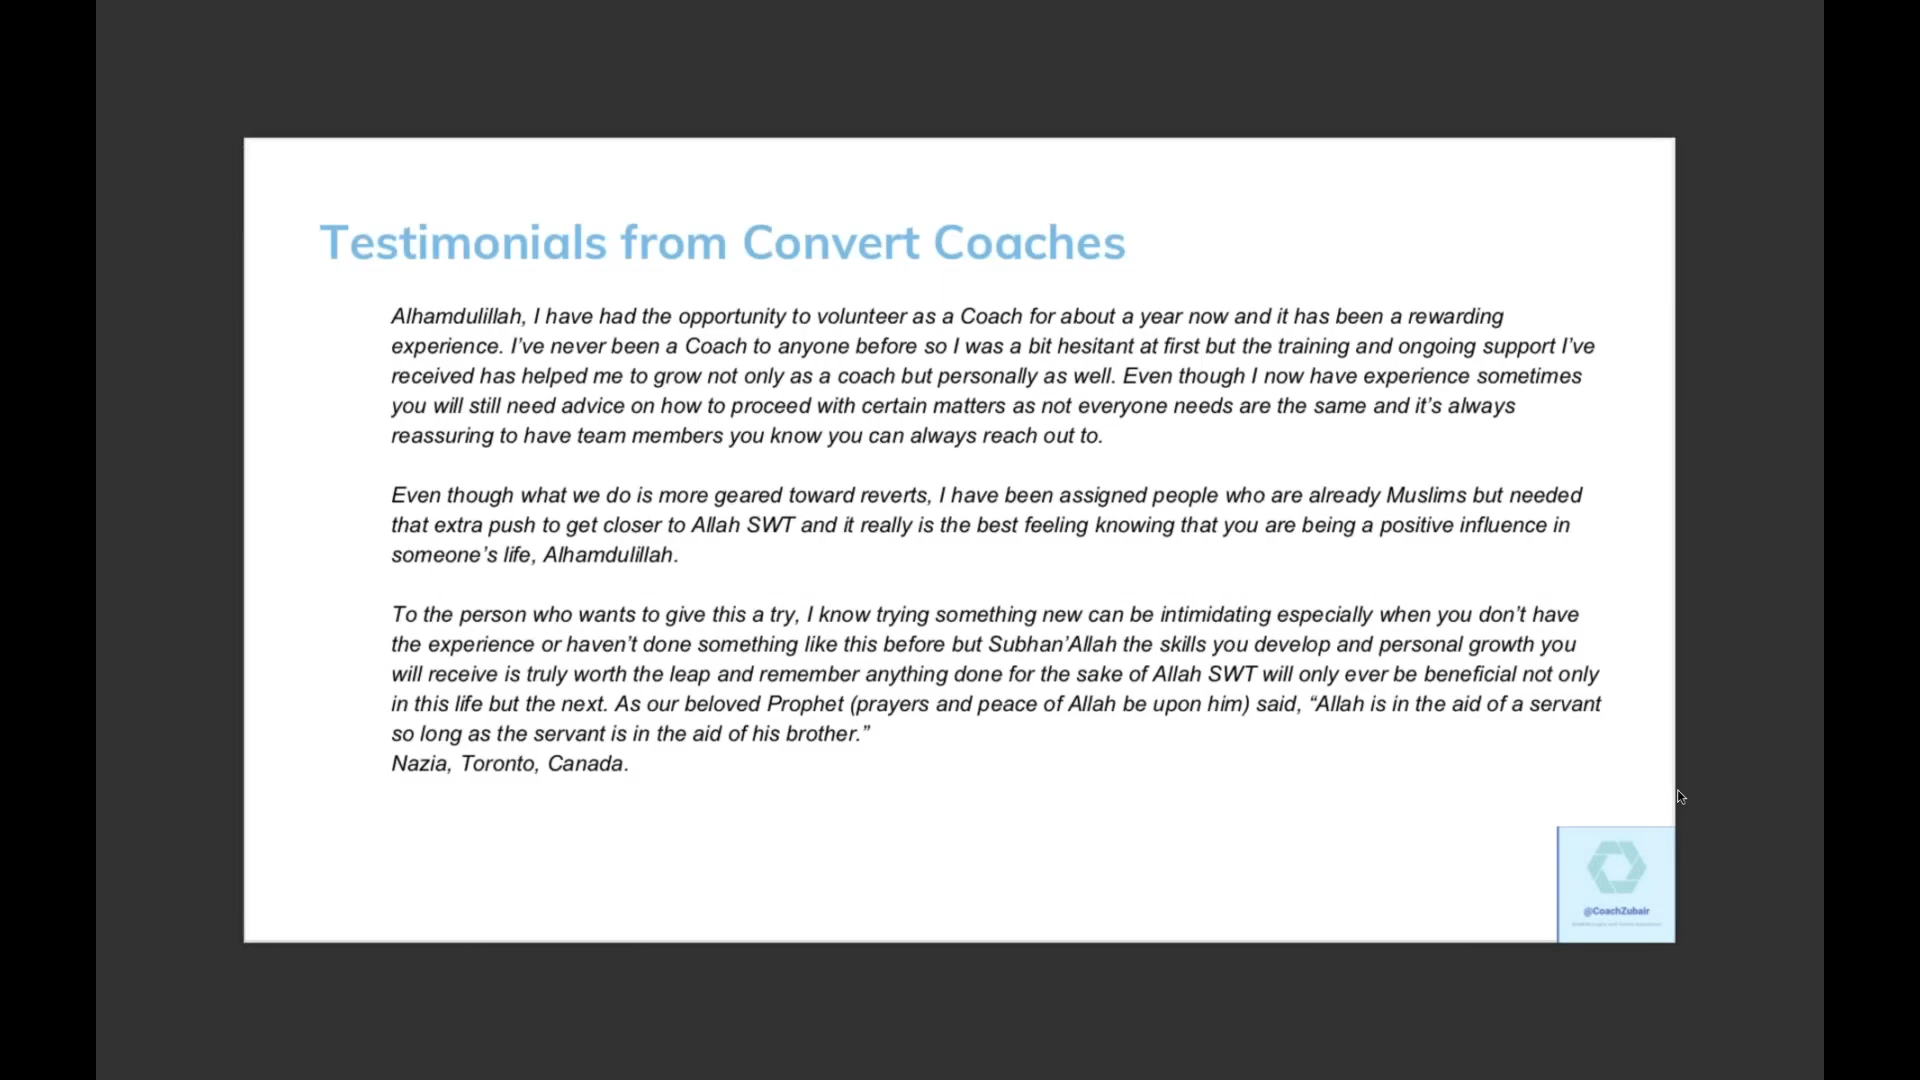 Testimonials from Convert Coaches
Alhamdulillah, I have had the opportunity to volunteer as a Coach for about a year now and it has been a rewarding
experience. I’ve never been a Coach to anyone before so I was a bit hesitant at first but the training and ongoing support I’ve
received has helped me to grow not only as a coach but personally as well. Even though I now have experience sometimes
you will still need advice on how to proceed with certain matters as not everyone needs are the same and it’s always
reassuring to have team members you know you can always reach out to.
Even though what we do is more geared toward reverts, I have been assigned people who are already Muslims but needed
that extra push to get closer to Allah SWT and it really is the best feeling knowing that you are being a positive influence in
someone’s life, Alhamdulillah.
To the person who wants to give this a try, I know trying something new can be intimidating especially when you don’t have
the experience or haven’t done something like this before but Subhan’Allah the skills you develop and personal growth you
will receive is truly worth the leap and remember anything done for the sake of Allah SWT will only ever be beneficial not only
in this life but the next. As our beloved Prophet (prayers and peace of Allah be upon him) said, “Allah is in the aid of a servant
so long as the servant is in the aid of his brother.”
Nazia, Toronto, Canada.
@CoachZubair